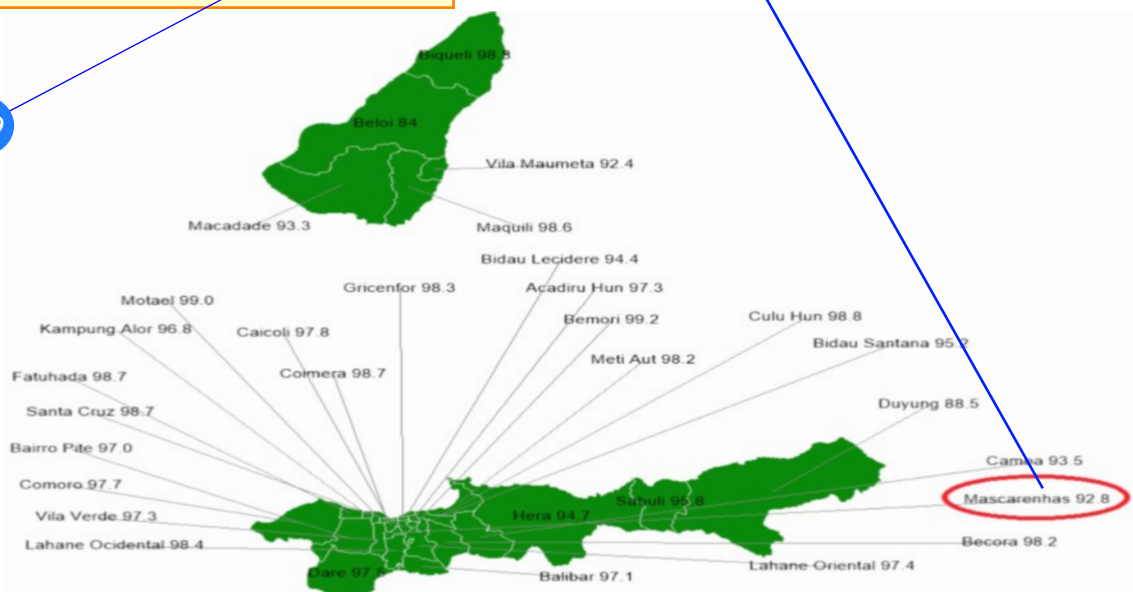 Biqueli 98.8
Beloi 84
Vila Maumeta 92.4
Macadade 93.3
Maquili 98.6
Bidau Lecidere 94.4
Gricenfor 98.3
Acadiru Hun 97.3
Motael 99.0
Bemori 99.2
Culu Hun 98.8
Kampung Alor 96.8
Caicoli 97.8
Bidau Santana 95.2
Meti Aut 98.2
Fatuhada 98.7
Coimera 98.7
Duyung 88.5
Santa Cruz 98.7
Bairro Pite 97.0
Camea 93.5
Comoro 97.7
Sabuli 95.8
Mascarenhas 92.8
Vila Verde 97.3
Hera 94.7
Lahane Ocidental 98.4
Becora 98.2
Lahane Oriental 97.4
Dare 97.6
Balibar 97.1